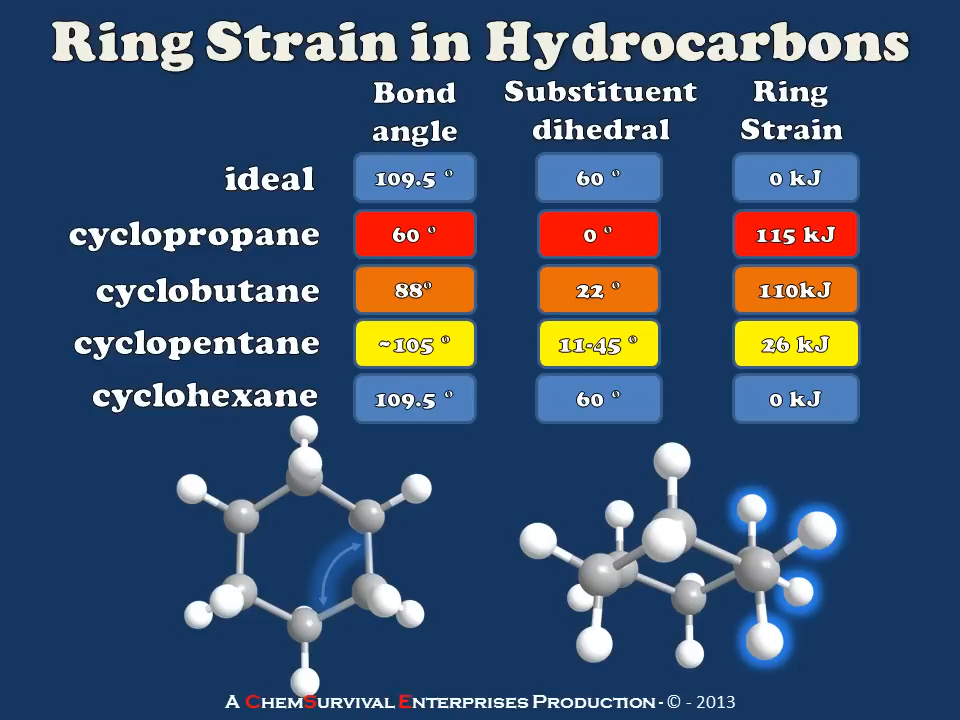 Ring Strain in Hydrocarbons
Bond angle Substituent dihedral Ring Strain
ideal 109.5 ° 60 ° 0 kJ
cyclopropane 60 ° 0 ° 115 kJ
cyclobutane 88° 22 ° 110kJ
cyclopentane ~105 ° 11-45 ° 26 kJ
cyclohexane 109.5 ° 60 ° 0 kJ
A ChemSurvival Enterprises Production - © - 2013